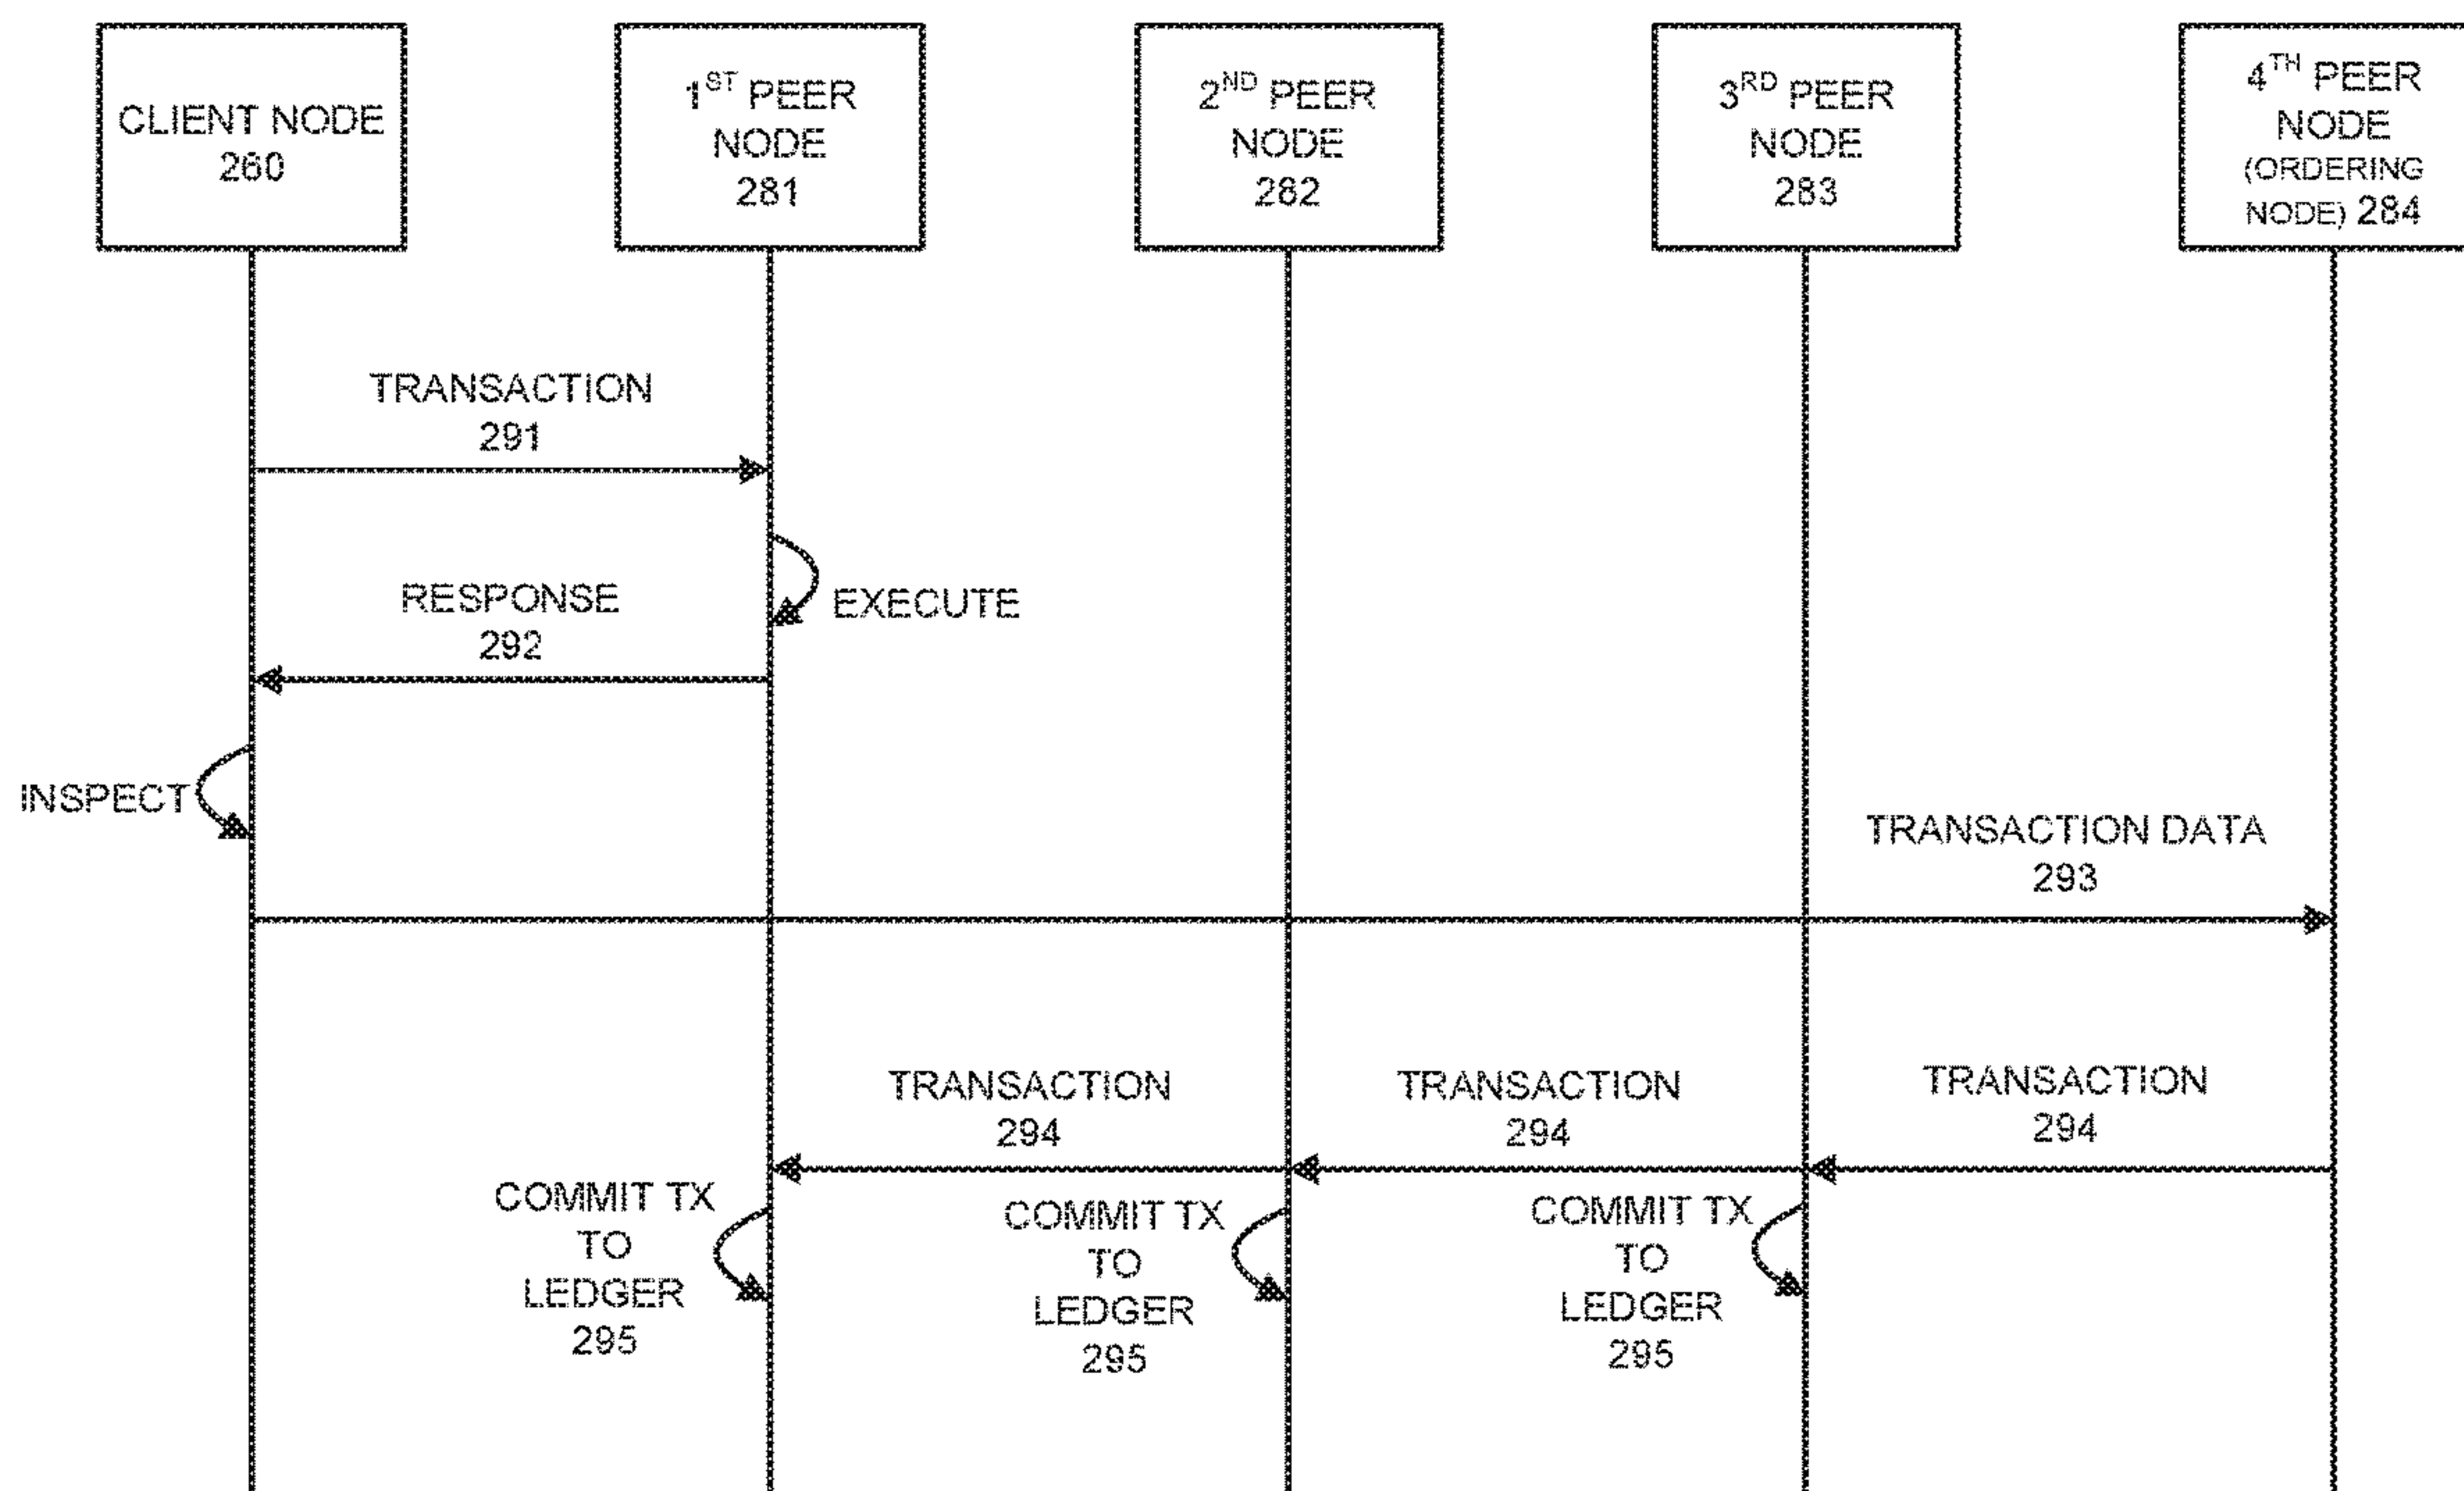 CLIENT NODE
260
1ST PEER
NODE
281
2ND PEER
NODE
282
3RD PEER
NODE
283
4TH PEER
NODE
(ORDERING
NODE) 284
TRANSACTION
291
EXECUTE
RESPONSE
292
INSPECT
TRANSACTION DATA
293
TRANSACTION
294
TRANSACTION
294
TRANSACTION
294
COMMIT TX
TO
LEDGER
295
COMMIT TX
TO
LEDGER
295
COMMIT TX
TO
LEDGER
295